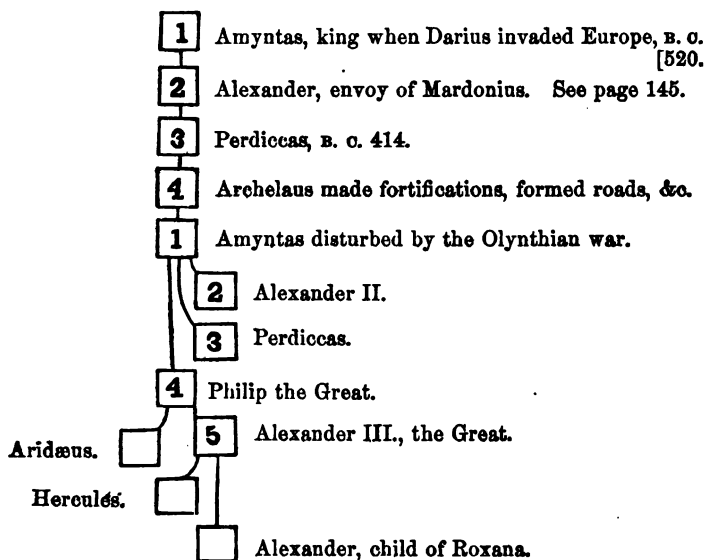 1 Amyntas, king when Darius invaded Europe, B. C.
[520.
2 Alexander, envoy of Mardonius. See page 145.
3 Perdiccas, B. C. 414.
4 Archelaus made fortifications, formed roads, &c.
1 Amyntas disturbed by the Olynthian war.
2 Alexander II.
3 Perdiccas.
4 Philip the Great.
5 Alexander III., the Great.
Aridæus.
Hercules.
Alexander, child of Roxana.